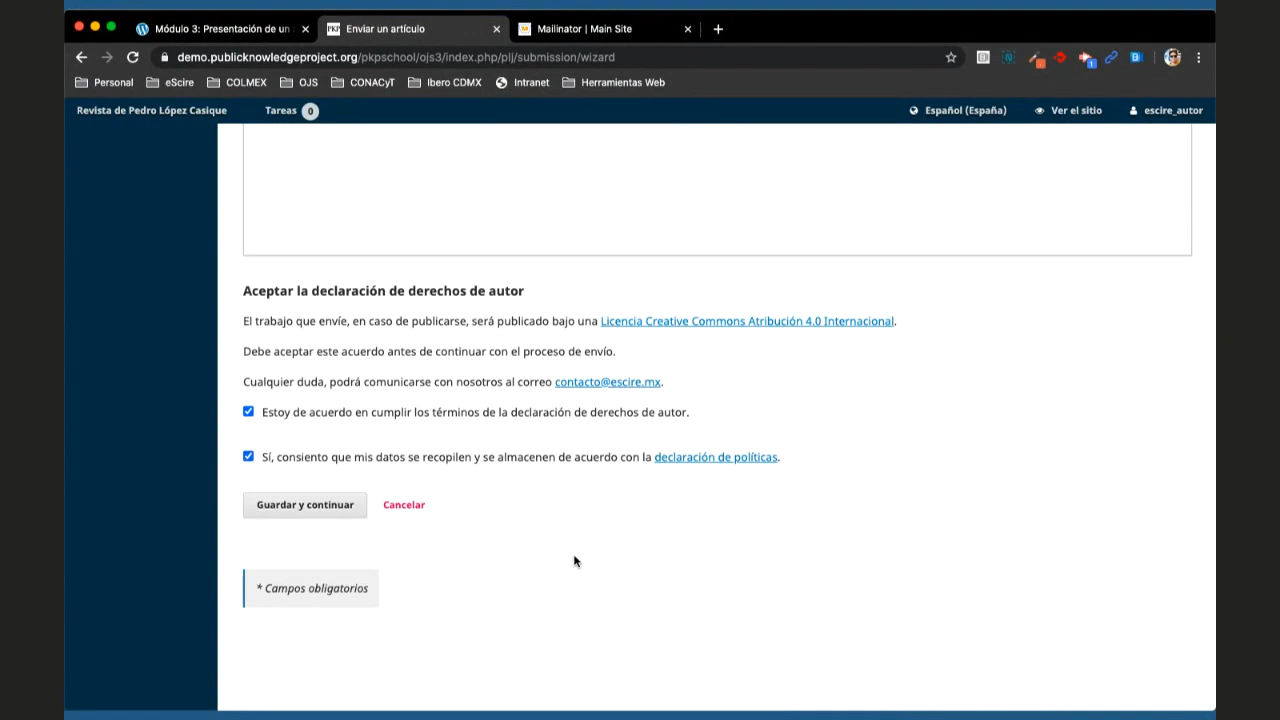 Módulo 3: Presentación de un
Enviar un artículo
Mailinator | Main Site
demo.publicknowledgeproject.org/pkpschool/ojs3/index.php/plj/submission/wizard
Personal
eScire
COLMEX
OJS
CONACyT
Ibero CDMX
Intranet
Herramientas Web
Revista de Pedro López Casique
Tareas 0
Español (España)
Ver el sitio
escire_autor
Aceptar la declaración de derechos de autor
El trabajo que envíe, en caso de publicarse, será publicado bajo una Licencia Creative Commons Atribución 4.0 Internacional.
Debe aceptar este acuerdo antes de continuar con el proceso de envío.
Cualquier duda, podrá comunicarse con nosotros al correo contacto@escire.mx.
Estoy de acuerdo en cumplir los términos de la declaración de derechos de autor.
Sí, consiento que mis datos se recopilen y se almacenen de acuerdo con la declaración de políticas.
Guardar y continuar
Cancelar
* Campos obligatorios